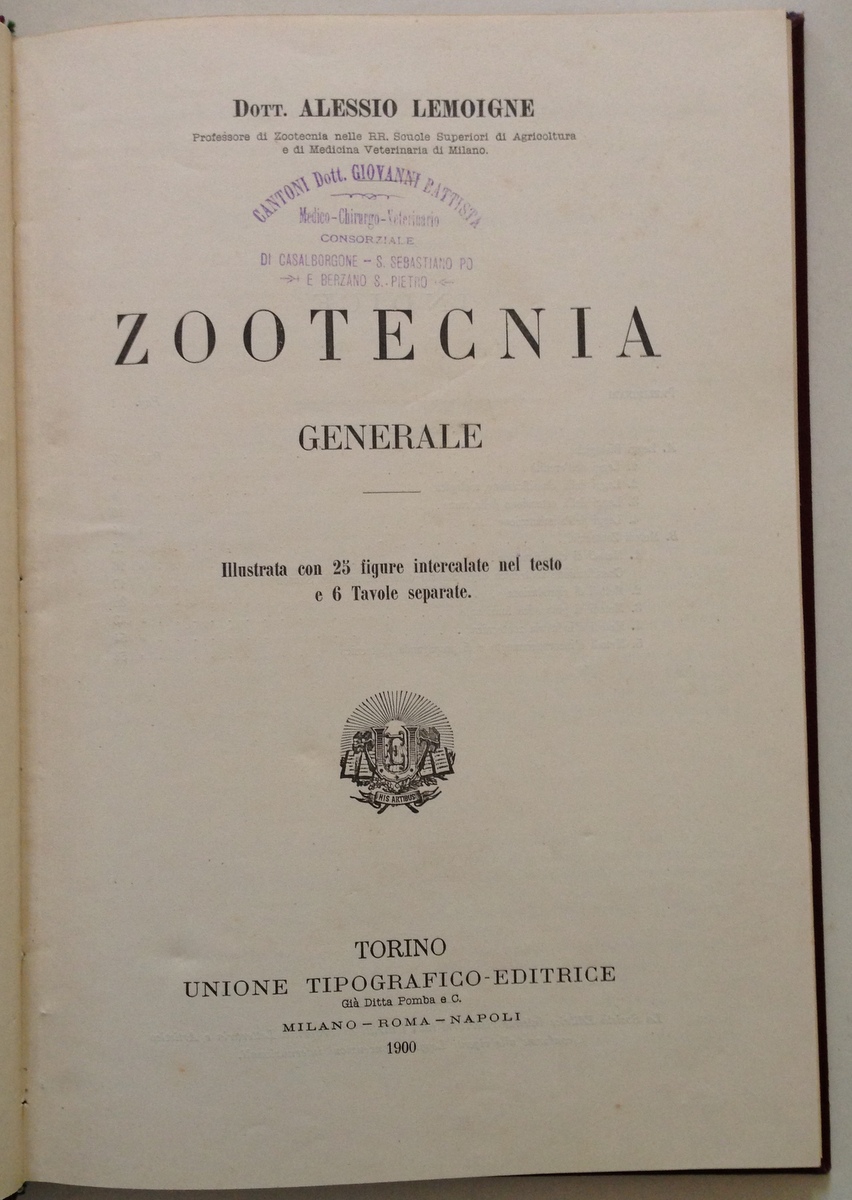 Dott. ALESSIO LEMOIGNE
Professore di Zootecnia nelle RR. Scuole Superiori di Agricoltura
e di Medicina Veterinaria di Milano.
CANTONI Dott. GIOVANNI BATTISTA
Medico-Chirurgo-Veterinario
CONSORZIALE
DI CASALBORGONE - S. SEBASTIANO PO
E BERZANO S. PIETRO
ZOOTECNIA
GENERALE
Illustrata con 25 figure intercalate nel testo
e 6 Tavole separate.
HIS ARTIBUS
TORINO
UNIONE TIPOGRAFICO-EDITRICE
Già Ditta Pomba e C.
MILANO - ROMA - NAPOLI
1900